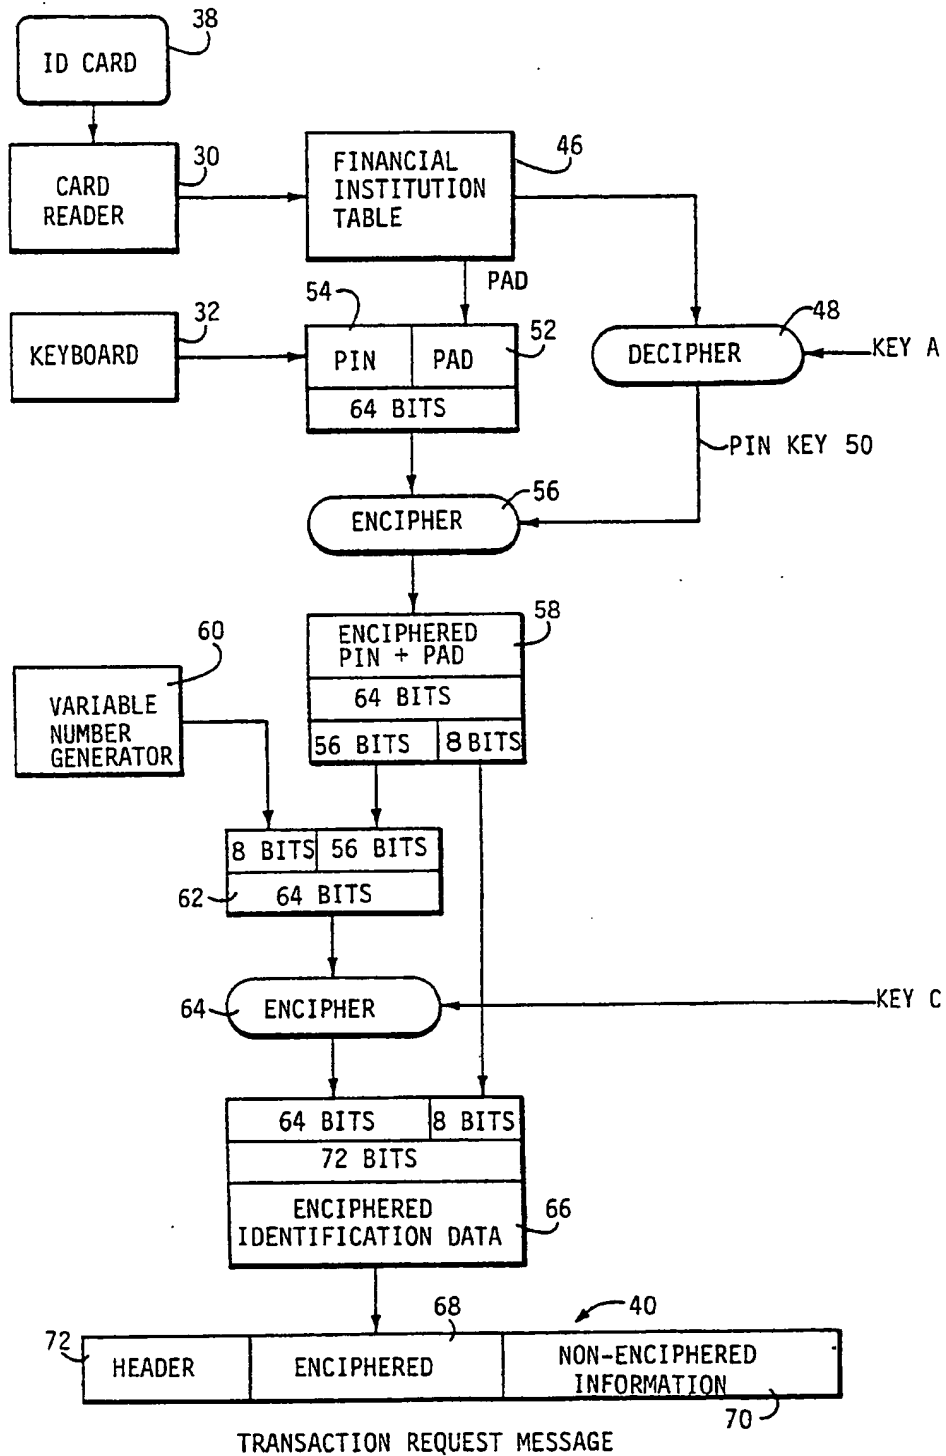 38
ID CARD
30
CARD
READER
46
FINANCIAL
INSTITUTION
TABLE
PAD
54
32
KEYBOARD
52
PIN PAD
64 BITS
48
DECIPHER
KEY A
PIN KEY 50
56
ENCIPHER
58
ENCIPHERED
PIN + PAD
64 BITS
56 BITS 8 BITS
60
VARIABLE
NUMBER
GENERATOR
8 BITS 56 BITS
62 64 BITS
64 ENCIPHER
KEY C
64 BITS 8 BITS
72 BITS
ENCIPHERED
IDENTIFICATION DATA
66
68
40
72
HEADER
ENCIPHERED
NON-ENCIPHERED
INFORMATION
70
TRANSACTION REQUEST MESSAGE